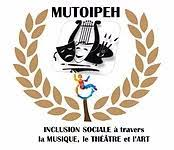 MUTOIPEH
INCLUSION SOCIALE à travers
la MUSIQUE, le THÉATRE et l'ART